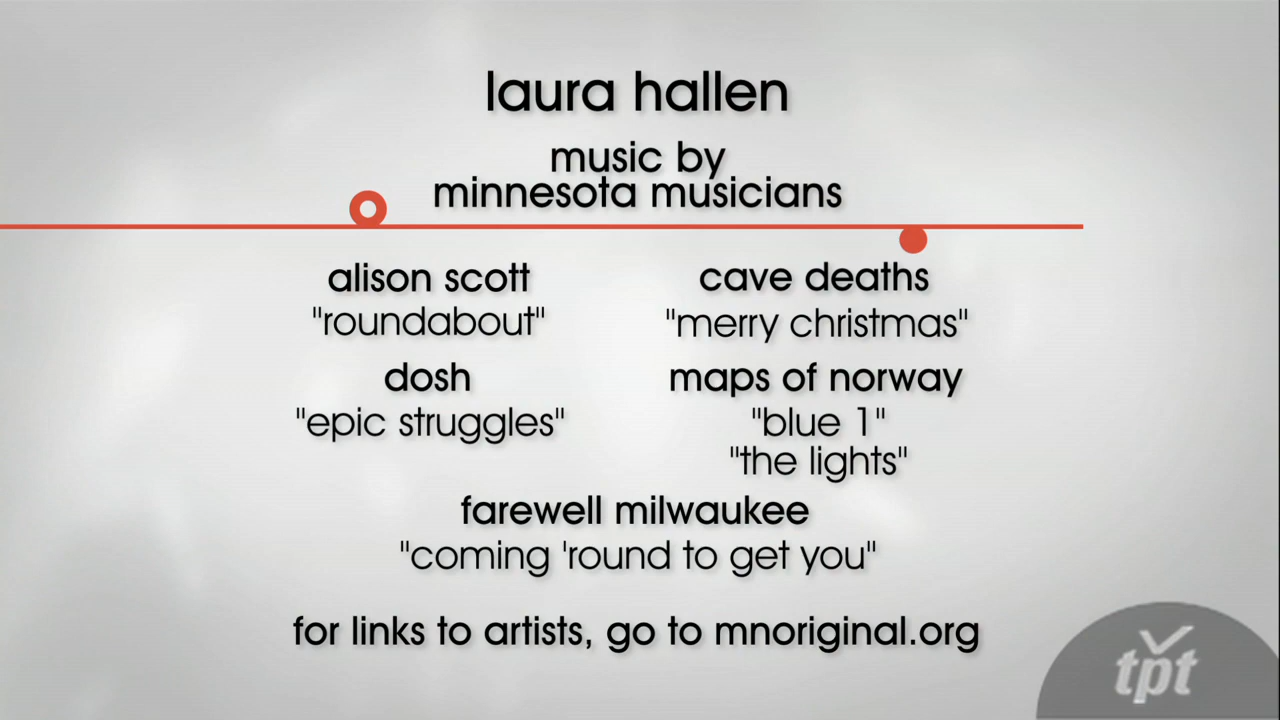 laura hallen
music by
minnesota musicians
alison scott
"roundabout"
cave deaths
"merry christmas"
dosh
"epic struggles"
maps of norway
"blue 1"
"the lights"
farewell milwaukee
"coming 'round to get you"
for links to artists, go to mnoriginal.org
tpt